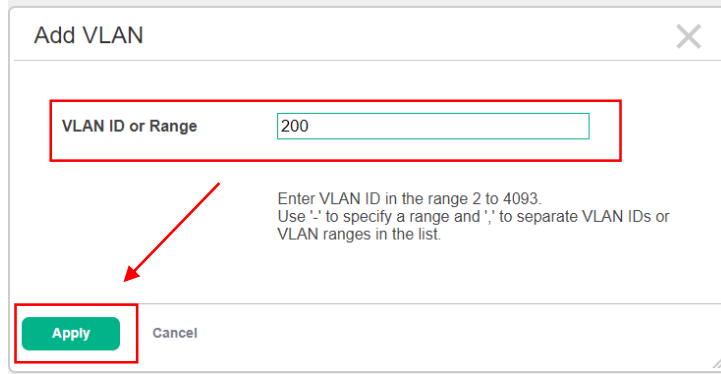 Add VLAN
VLAN ID or Range 200
Enter VLAN ID in the range 2 to 4093.
Use '-' to specify a range and ',' to separate VLAN IDs or
VLAN ranges in the list.
Apply Cancel